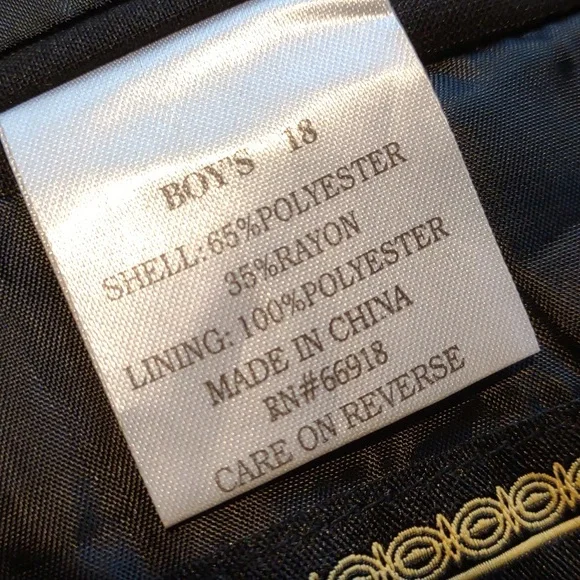 BOY'S 18
SHELL:65%POLYESTER
35%RAYON
LINING: 100%POLYESTER
MADE IN CHINA
RN#66918
CARE ON REVERSE